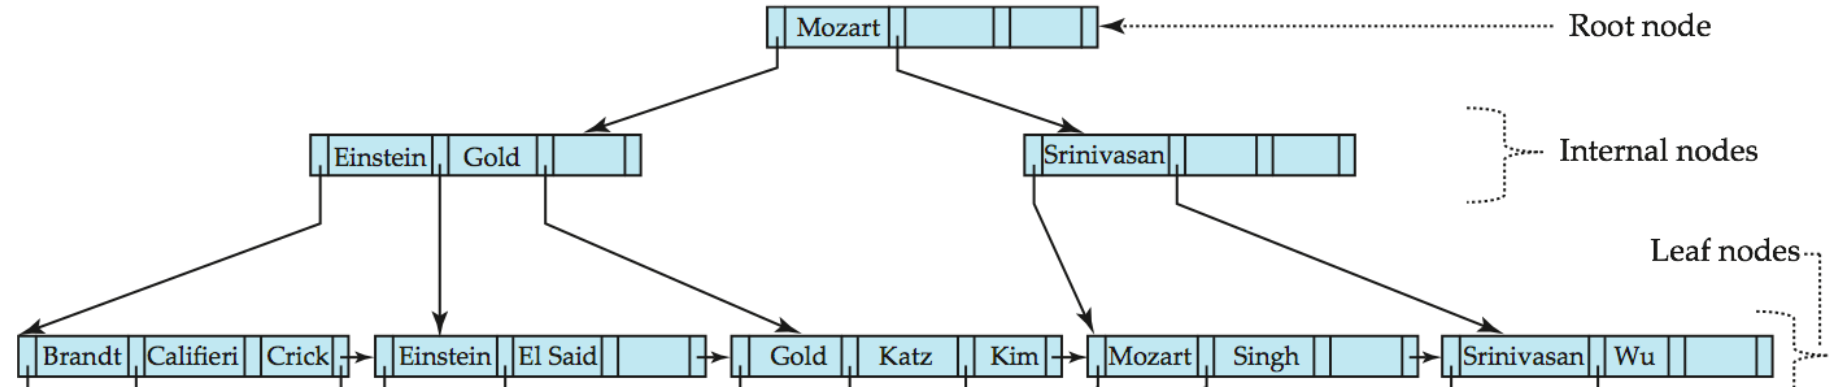 Mozart
Root node
Einstein Gold
Srinivasan
Internal nodes
Leaf nodes
Brandt Califieri Crick Einstein El Said Gold Katz Kim Mozart Singh Srinivasan Wu